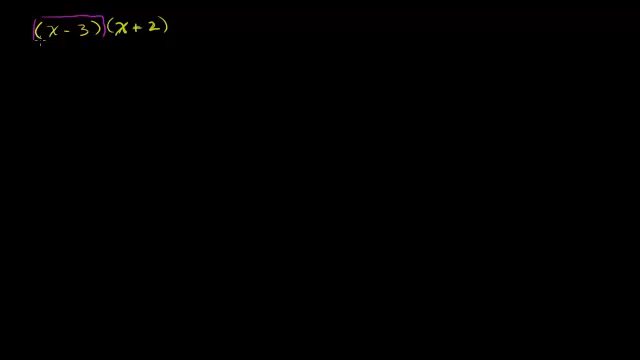 (x - 3)(x + 2)